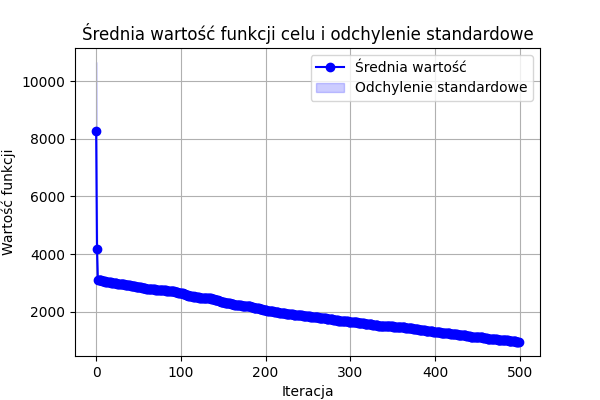 Średnia wartość funkcji celu i odchylenie standardowe
Średnia wartość
Odchylenie standardowe
Wartość funkcji
10000
8000
6000
4000
2000
0 100 200 300 400 500
Iteracja